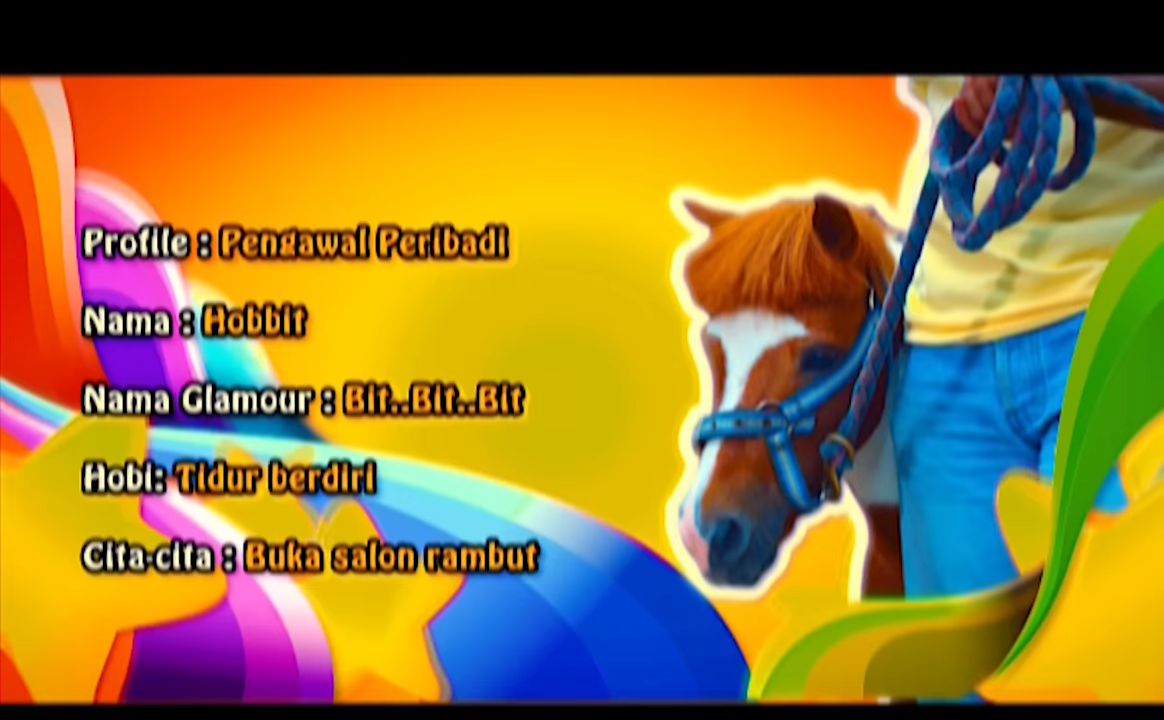 Profile : Pengawal Peribadi
Nama : Hobbit
Nama Glamour : Bit..Bit..Bit
Hobi: Tidur berdiri
Cita-cita : Buka salon rambut